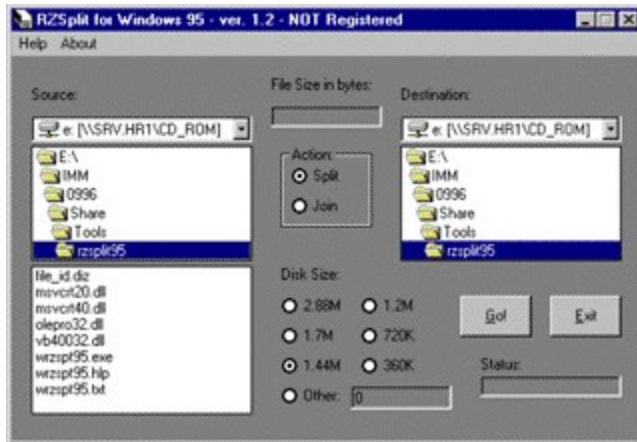 RZSplit for Windows 95 - ver. 1.2 - NOT Registered
Help About
Source:
e: [\\SRV.HR1\CD_ROM]
E:\
IMM
0996
Share
Tools
rzsplit95
file_id.diz
msvcrt20.dll
msvcrt40.dll
olepro32.dll
vb40032.dll
wrzspt95.exe
wrzspt95.hlp
wrzspt95.txt
File Size in bytes:
Action:
Split
Join
Disk Size:
2.88M 1.2M
1.7M 720K
1.44M 360K
Other: 0
Destination:
e: [\\SRV.HR1\CD_ROM]
E:\
IMM
0996
Share
Tools
rzsplit95
Go! Exit
Status: